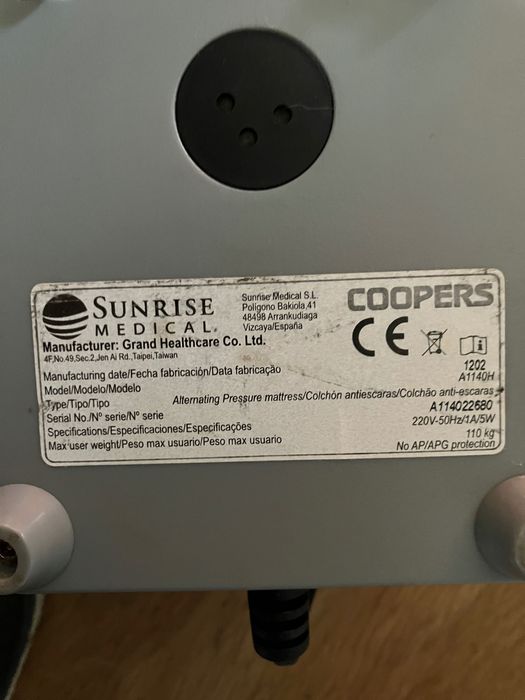 SUNRISE
MEDICAL.
Sunrise Medical S.L.
Polígono Bakiola,41
48498 Arrankudiaga
Vizcaya/España
COOPERS
CE
Manufacturer: Grand Healthcare Co. Ltd.
4F,No.49,Sec.2,Jen Ai Rd.,Taipei,Taiwan
Manufacturing date/Fecha fabricación/Data fabricação 1202
Model/Modelo/Modelo A1140H
Type/Tipo/Tipo Alternating Pressure mattress/Colchón antiescaras/Colchão anti-escaras
Serial No./Nº serie/Nº serie A114022680
Specifications/Especificaciones/Especificações 220V-50Hz/1A/5W
Max user weight/Peso max usuario/Peso max usuario 110 kg
No AP/APG protection